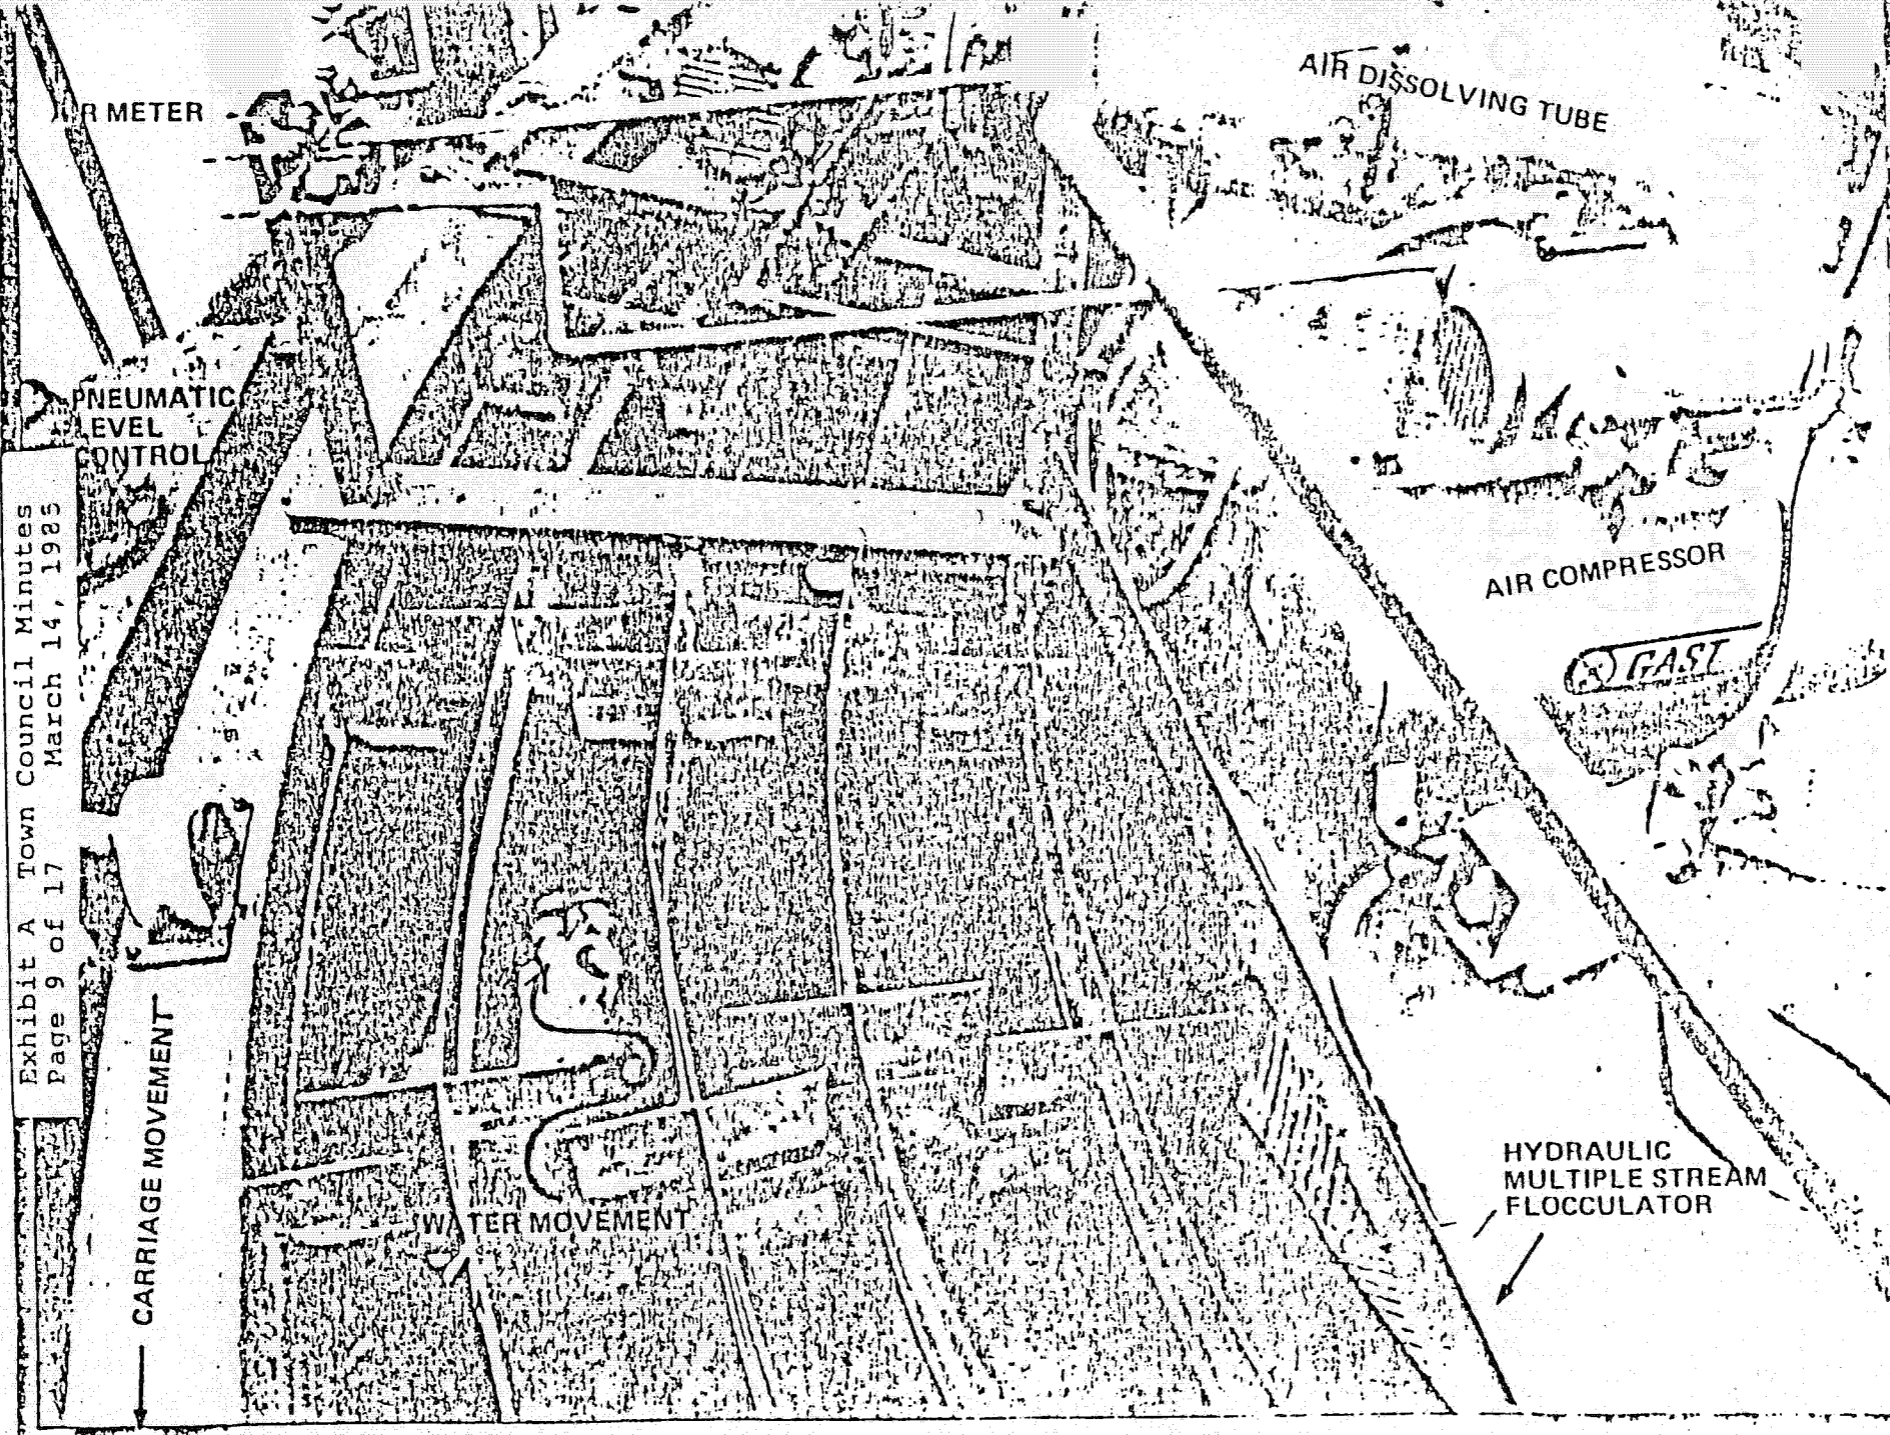 METER
AIR DISSOLVING TUBE
PNEUMATIC
LEVEL
CONTROL
AIR COMPRESSOR
GAST
Exhibit A Town Council Minutes
Page 9 of 17 March 14, 1985
CARRIAGE MOVEMENT
WATER MOVEMENT
HYDRAULIC
MULTIPLE STREAM
FLOCCULATOR